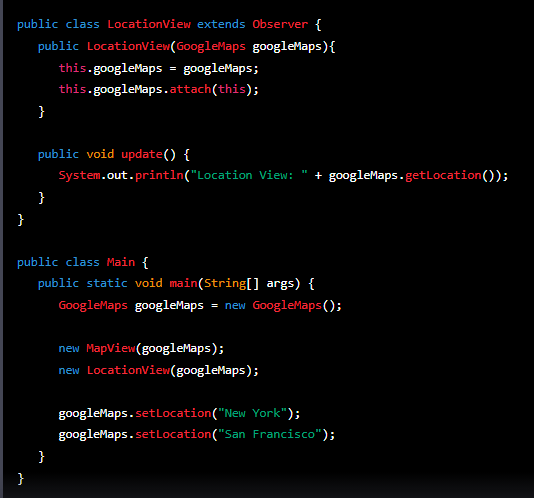 public class LocationView extends Observer {
public LocationView(GoogleMaps googleMaps){
this.googleMaps = googleMaps;
this.googleMaps.attach(this);
}
public void update() {
System.out.println("Location View: " + googleMaps.getLocation());
}
}
public class Main {
public static void main(String[] args) {
GoogleMaps googleMaps = new GoogleMaps();
new MapView(googleMaps);
new LocationView(googleMaps);
googleMaps.setLocation("New York");
googleMaps.setLocation("San Francisco");
}
}